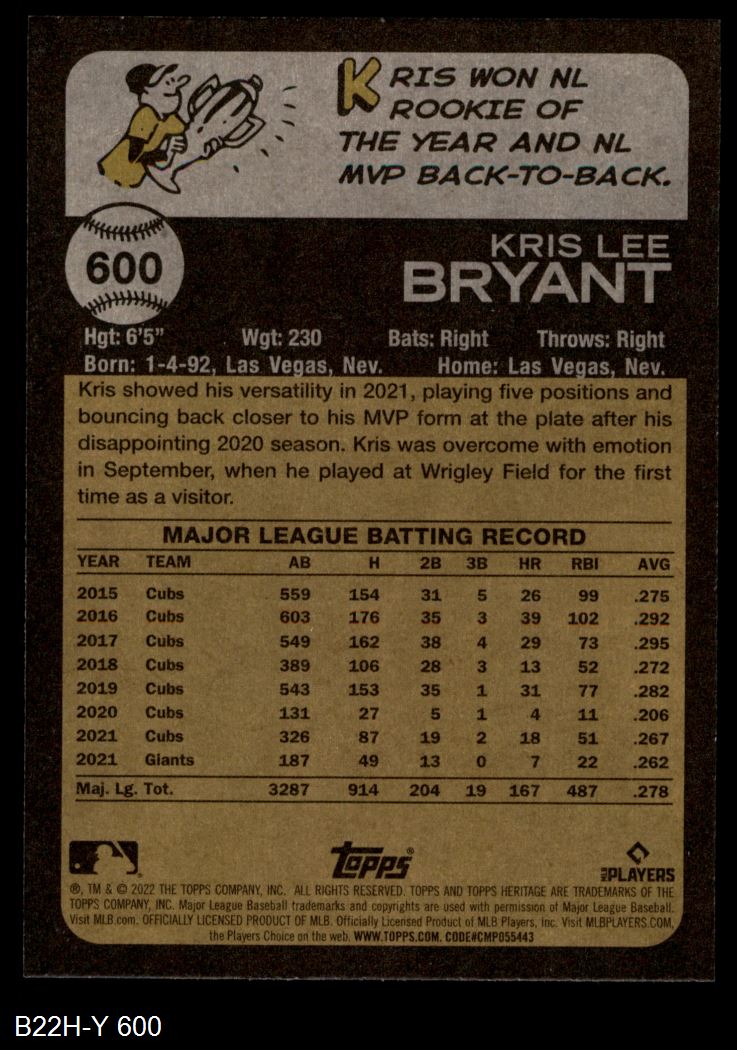 KRIS WON NL
ROOKIE OF
THE YEAR AND NL
MVP BACK-TO-BACK.
600
KRIS LEE
BRYANT
Hgt: 6'5" Wgt: 230 Bats: Right Throws: Right
Born: 1-4-92, Las Vegas, Nev. Home: Las Vegas, Nev.
Kris showed his versatility in 2021, playing five positions and
bouncing back closer to his MVP form at the plate after his
disappointing 2020 season. Kris was overcome with emotion
in September, when he played at Wrigley Field for the first
time as a visitor.
MAJOR LEAGUE BATTING RECORD
YEAR TEAM AB H 2B 3B HR RBI AVG
2015 Cubs 559 154 31 5 26 99 .275
2016 Cubs 603 176 35 3 39 102 .292
2017 Cubs 549 162 38 4 29 73 .295
2018 Cubs 389 106 28 3 13 52 .272
2019 Cubs 543 153 35 1 31 77 .282
2020 Cubs 131 27 5 1 4 11 .206
2021 Cubs 326 87 19 2 18 51 .267
2021 Giants 187 49 13 0 7 22 .262
Maj. Lg. Tot. 3287 914 204 19 167 487 .278
Topps® MLB PLAYERS
®, TM & © 2022 THE TOPPS COMPANY, INC. ALL RIGHTS RESERVED. TOPPS AND TOPPS HERITAGE ARE TRADEMARKS OF THE
TOPPS COMPANY, INC. Major League Baseball trademarks and copyrights are used with permission of Major League Baseball.
Visit MLB.com. OFFICIALLY LICENSED PRODUCT OF MLB. Officially Licensed Product of MLB Players, Inc. Visit MLBPLAYERS.COM,
the Players Choice on the web. WWW.TOPPS.COM. CODE#CMP055443
B22H-Y 600